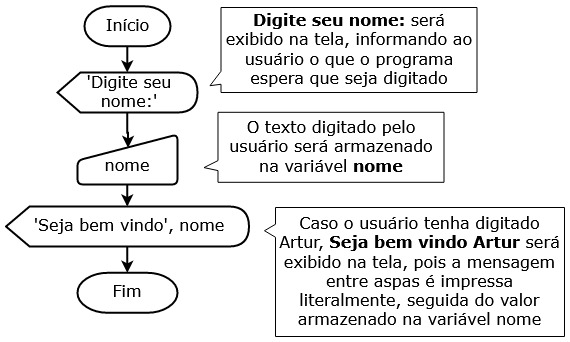 Início
Digite seu nome: será
exibido na tela, informando ao
usuário o que o programa
espera que seja digitado
'Digite seu
nome:'
O texto digitado pelo
usuário será armazenado
na variável nome
nome
'Seja bem vindo', nome
Caso o usuário tenha digitado
Artur, Seja bem vindo Artur será
exibido na tela, pois a mensagem
entre aspas é impressa
literalmente, seguida do valor
armazenado na variável nome
Fim